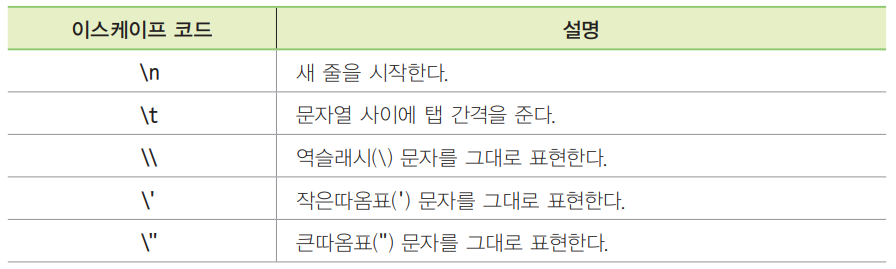 이스케이프 코드 설명
\n 새 줄을 시작한다.
\t 문자열 사이에 탭 간격을 준다.
\\ 역슬래시(\) 문자를 그대로 표현한다.
\' 작은따옴표(') 문자를 그대로 표현한다.
\" 큰따옴표(") 문자를 그대로 표현한다.